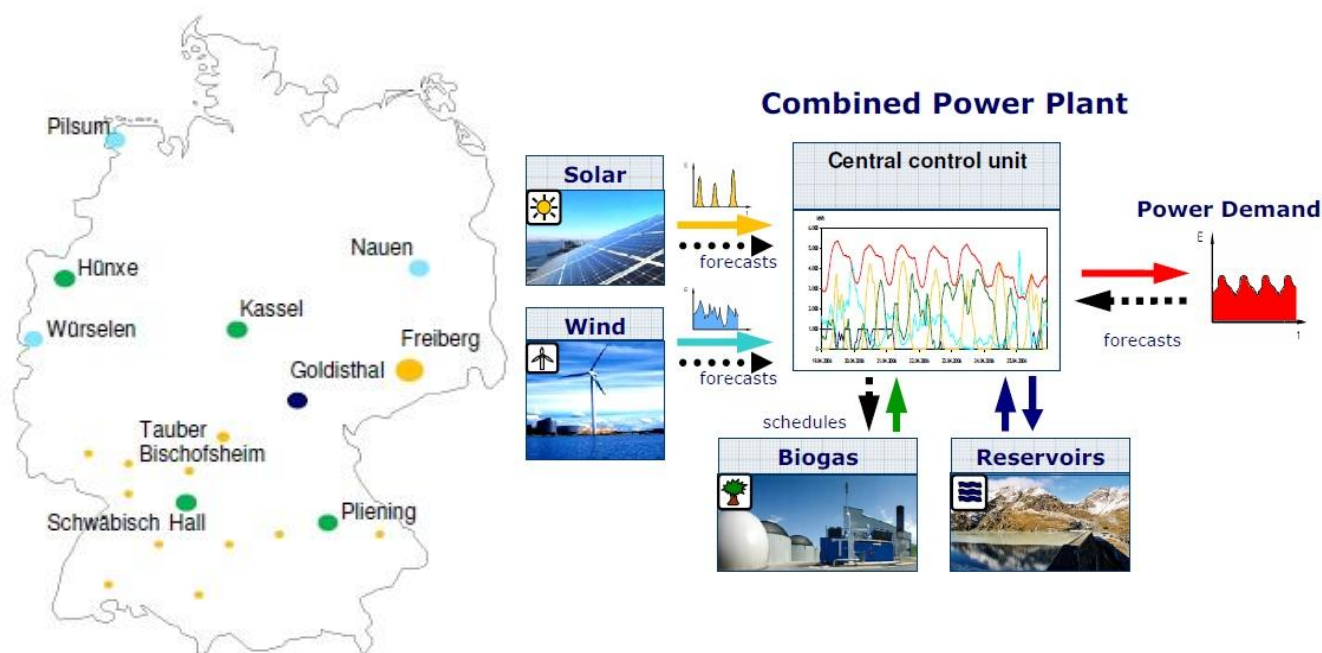 Pilsum
Hünxe
Nauen
Kassel
Würselen
Freiberg
Goldisthal
Tauber
Bischofsheim
Schwäbisch Hall
Pliening
Combined Power Plant
Solar
forecasts
Wind
forecasts
Central control unit
Power Demand
E
forecasts
schedules
Biogas
Reservoirs